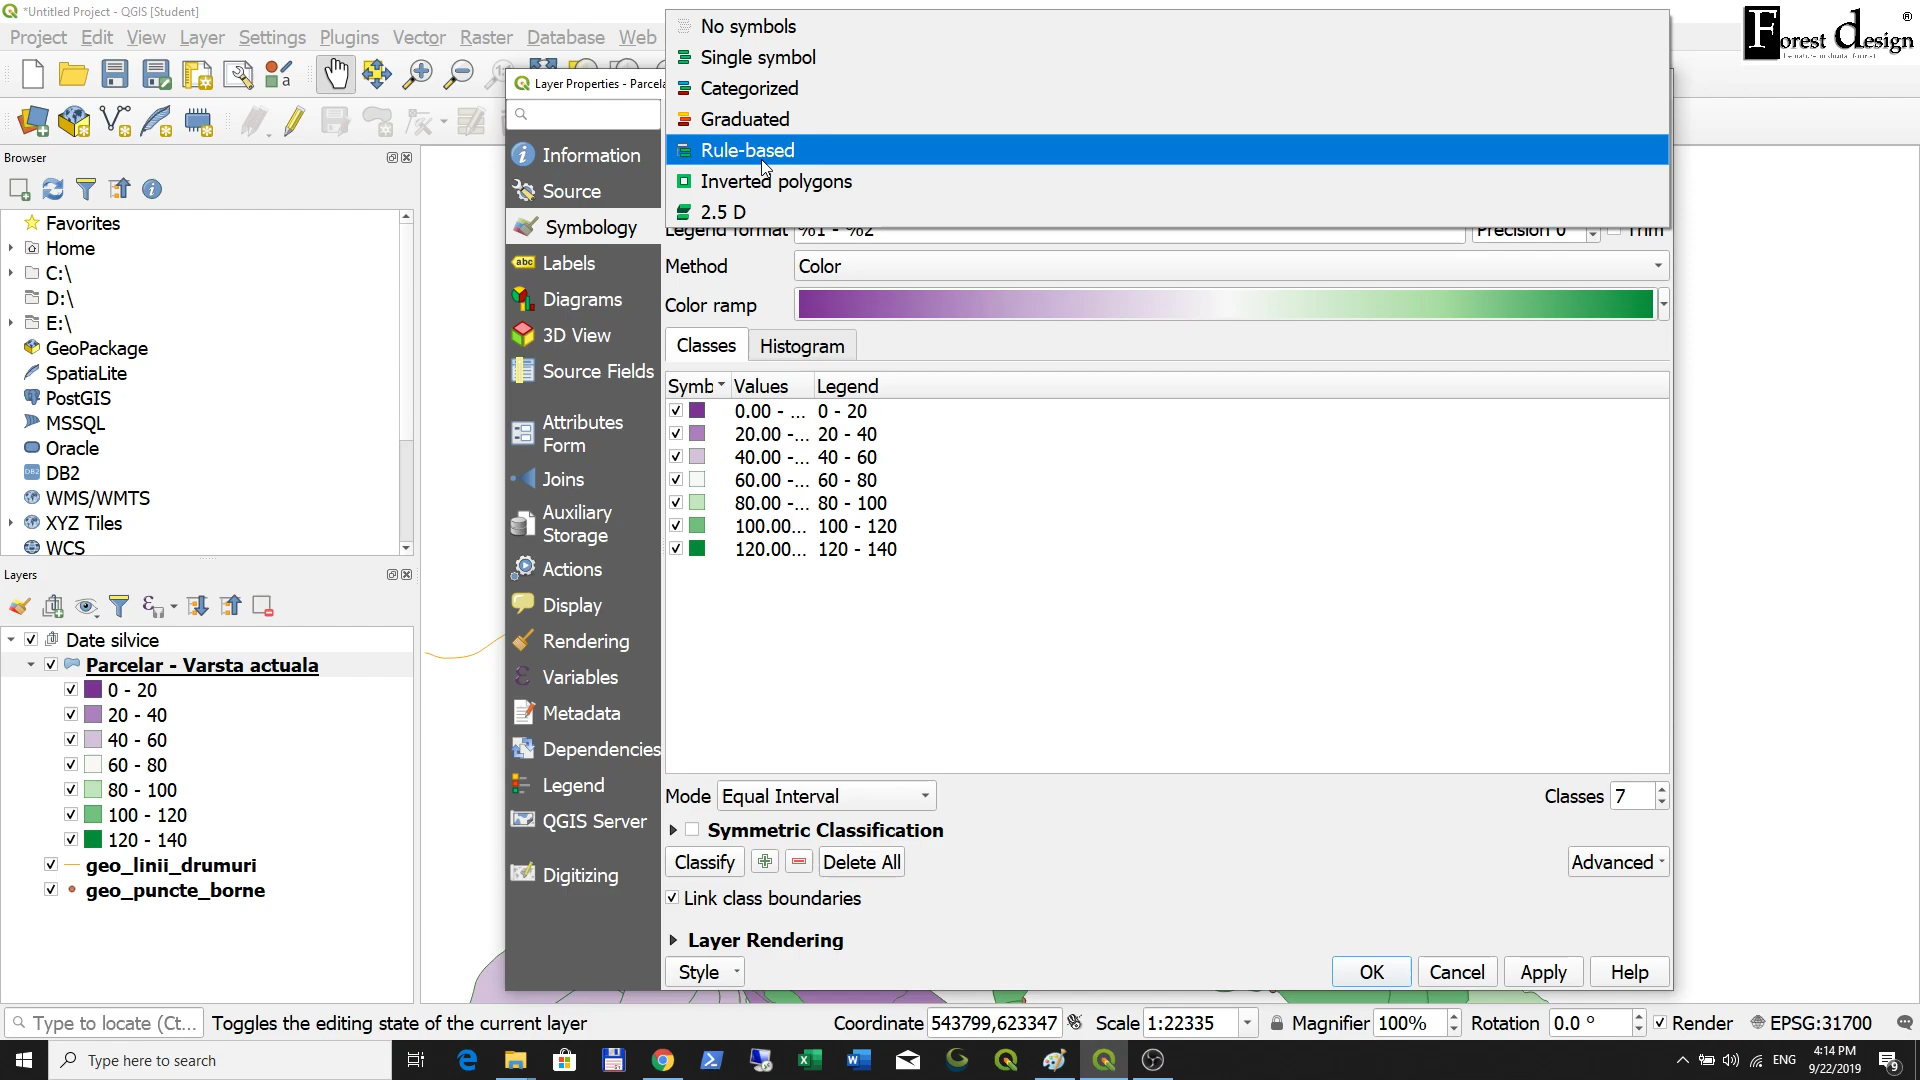 *Untitled Project - QGIS [Student]
Project Edit View Layer Settings Plugins Vector Raster Database Web
Forest design
®
Browser
Favorites
Home
C:\
D:\
E:\
GeoPackage
SpatiaLite
PostGIS
MSSQL
Oracle
DB2
WMS/WMTS
XYZ Tiles
WCS
Layers
Date silvice
Parcelar - Varsta actuala
0 - 20
20 - 40
40 - 60
60 - 80
80 - 100
100 - 120
120 - 140
geo_linii_drumuri
geo_puncte_borne
Layer Properties - Parcela
Information
Source
Symbology
Labels
Diagrams
3D View
Source Fields
Attributes
Form
Joins
Auxiliary
Storage
Actions
Display
Rendering
Variables
Metadata
Dependencies
Legend
QGIS Server
Digitizing
No symbols
Single symbol
Categorized
Graduated
Rule-based
Inverted polygons
2.5 D
Legend format %1 - %2 Precision 0 Trim
Method Color
Color ramp
Classes Histogram
Symb Values Legend
0.00 - ... 0 - 20
20.00 -... 20 - 40
40.00 -... 40 - 60
60.00 -... 60 - 80
80.00 -... 80 - 100
100.00... 100 - 120
120.00... 120 - 140
Mode Equal Interval Classes 7
Symmetric Classification
Classify Delete All Advanced
Link class boundaries
Layer Rendering
Style OK Cancel Apply Help
Type to locate (Ct... Toggles the editing state of the current layer Coordinate 543799,623347 Scale 1:22335 Magnifier 100% Rotation 0.0 ° Render EPSG:31700
Type here to search ENG 4:14 PM
9/22/2019 9